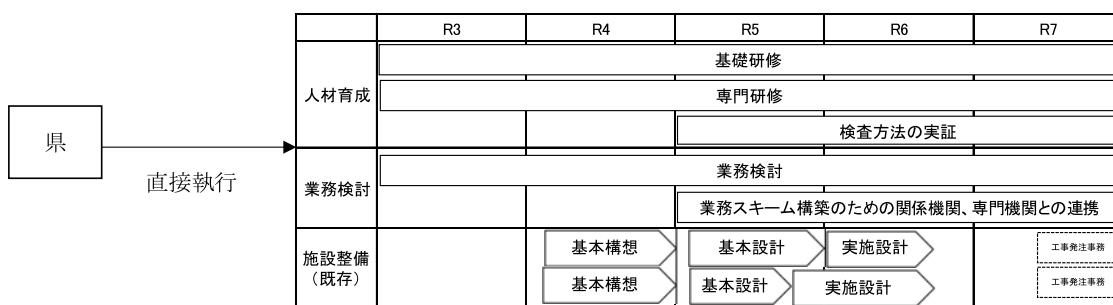 R3 R4 R5 R6 R7
基礎研修
人材育成
専門研修
検査方法の実証
県
直接執行
業務検討
業務検討
業務スキーム構築のための関係機関、専門機関との連携
施設整備
（既存）
基本構想 基本設計 実施設計 工事発注事務
基本構想 基本設計 実施設計 工事発注事務